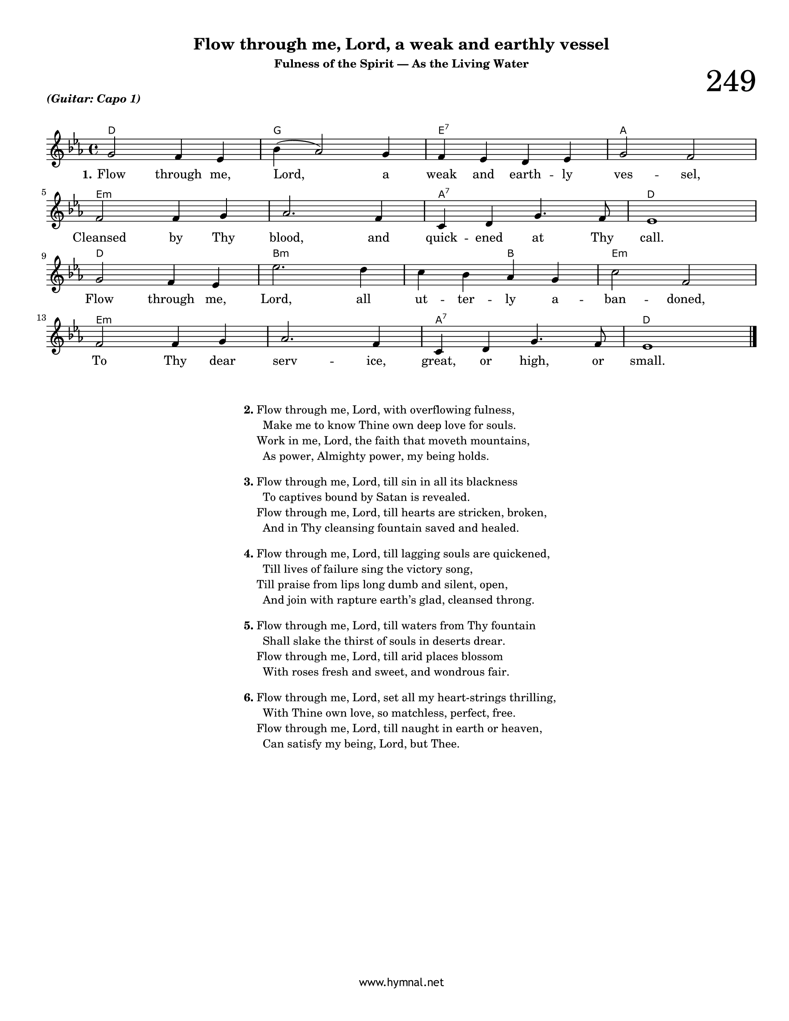 Flow through me, Lord, a weak and earthly vessel
Fulness of the Spirit — As the Living Water
249
(Guitar: Capo 1)
D G E7 A
1. Flow through me, Lord, a weak and earth - ly ves - sel,
5 Em A7 D
Cleansed by Thy blood, and quick - ened at Thy call.
9 D Bm B Em
Flow through me, Lord, all ut - ter - ly a - ban - doned,
13 Em A7 D
To Thy dear serv - ice, great, or high, or small.
2. Flow through me, Lord, with overflowing fulness,
Make me to know Thine own deep love for souls.
Work in me, Lord, the faith that moveth mountains,
As power, Almighty power, my being holds.
3. Flow through me, Lord, till sin in all its blackness
To captives bound by Satan is revealed.
Flow through me, Lord, till hearts are stricken, broken,
And in Thy cleansing fountain saved and healed.
4. Flow through me, Lord, till lagging souls are quickened,
Till lives of failure sing the victory song,
Till praise from lips long dumb and silent, open,
And join with rapture earth's glad, cleansed throng.
5. Flow through me, Lord, till waters from Thy fountain
Shall slake the thirst of souls in deserts drear.
Flow through me, Lord, till arid places blossom
With roses fresh and sweet, and wondrous fair.
6. Flow through me, Lord, set all my heart-strings thrilling,
With Thine own love, so matchless, perfect, free.
Flow through me, Lord, till naught in earth or heaven,
Can satisfy my being, Lord, but Thee.
www.hymnal.net